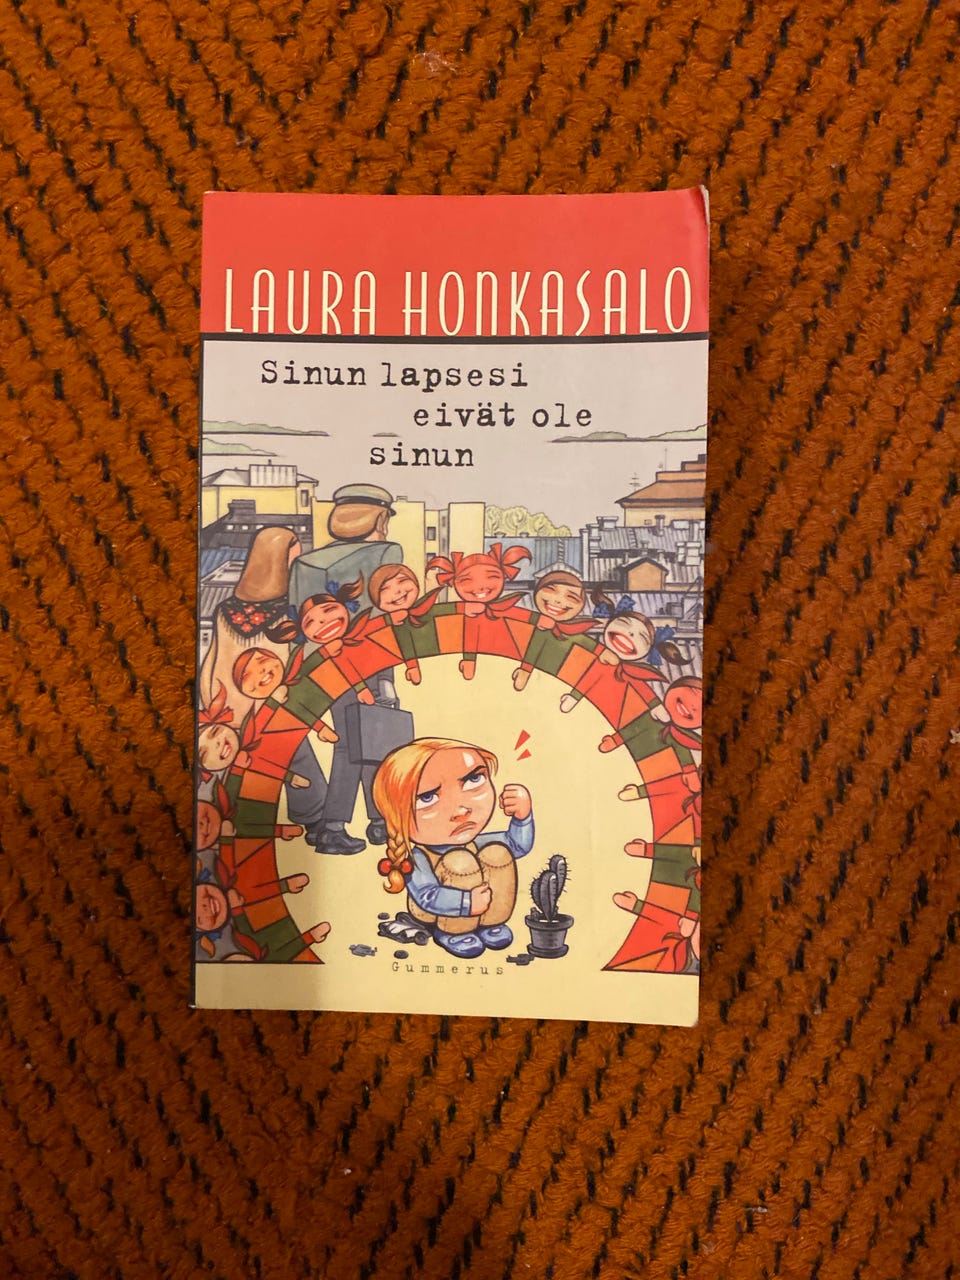 LAURA HONKASALO
Sinun lapsesi
eivät ole
sinun
Gummerus